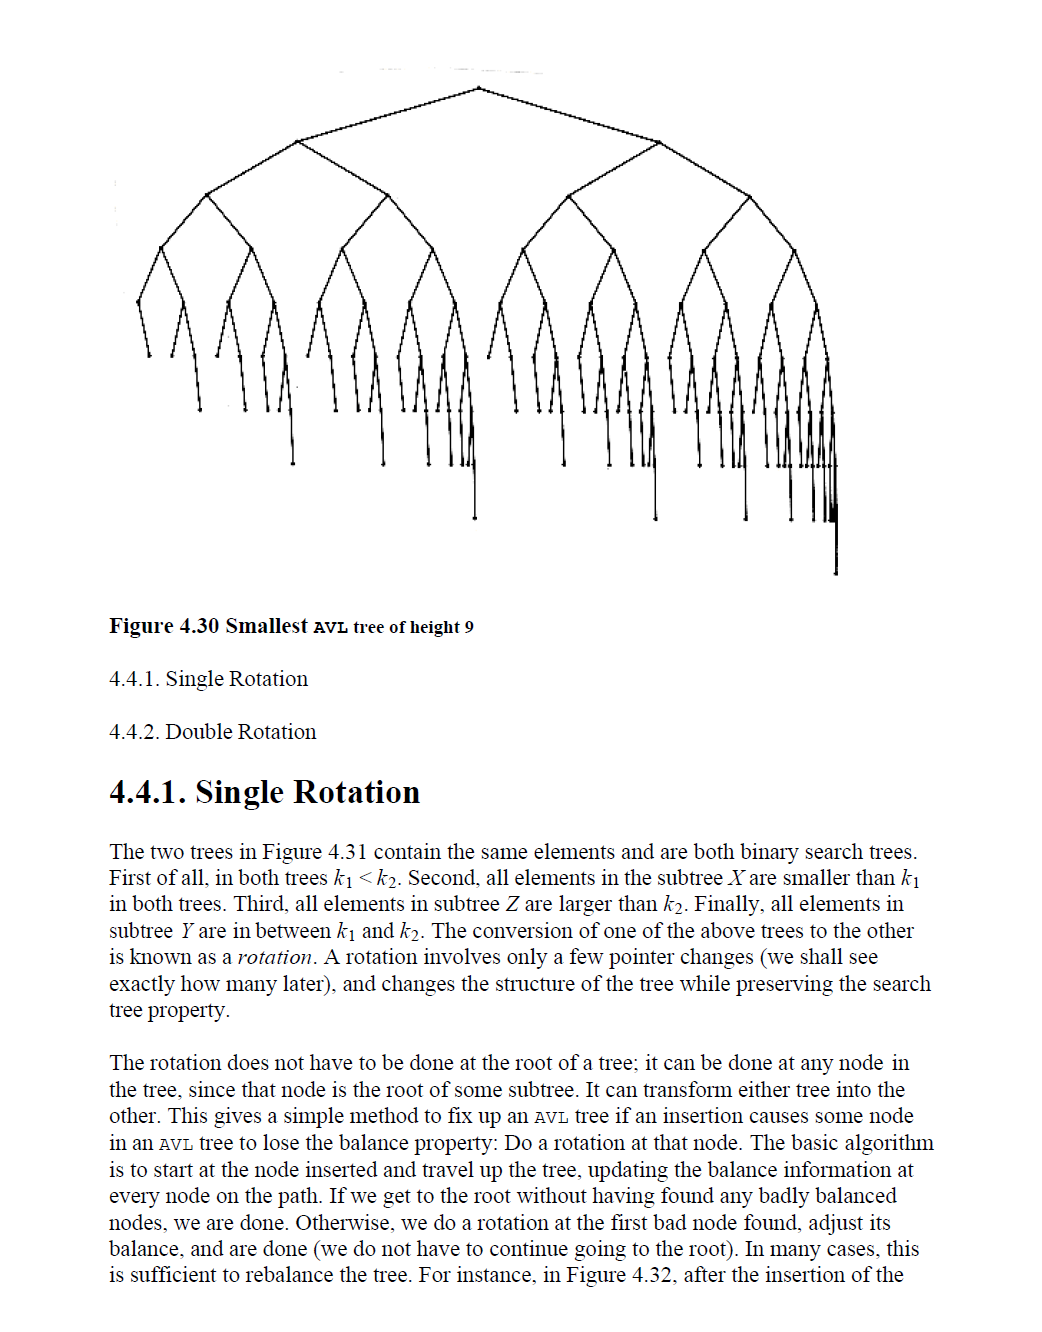 Figure 4.30 Smallest AVL tree of height 9
4.4.1. Single Rotation
4.4.2. Double Rotation
4.4.1. Single Rotation
The two trees in Figure 4.31 contain the same elements and are both binary search trees.
First of all, in both trees k1 < k2. Second, all elements in the subtree X are smaller than k1
in both trees. Third, all elements in subtree Z are larger than k2. Finally, all elements in
subtree Y are in between k1 and k2. The conversion of one of the above trees to the other
is known as a rotation. A rotation involves only a few pointer changes (we shall see
exactly how many later), and changes the structure of the tree while preserving the search
tree property.
The rotation does not have to be done at the root of a tree; it can be done at any node in
the tree, since that node is the root of some subtree. It can transform either tree into the
other. This gives a simple method to fix up an AVL tree if an insertion causes some node
in an AVL tree to lose the balance property: Do a rotation at that node. The basic algorithm
is to start at the node inserted and travel up the tree, updating the balance information at
every node on the path. If we get to the root without having found any badly balanced
nodes, we are done. Otherwise, we do a rotation at the first bad node found, adjust its
balance, and are done (we do not have to continue going to the root). In many cases, this
is sufficient to rebalance the tree. For instance, in Figure 4.32, after the insertion of the